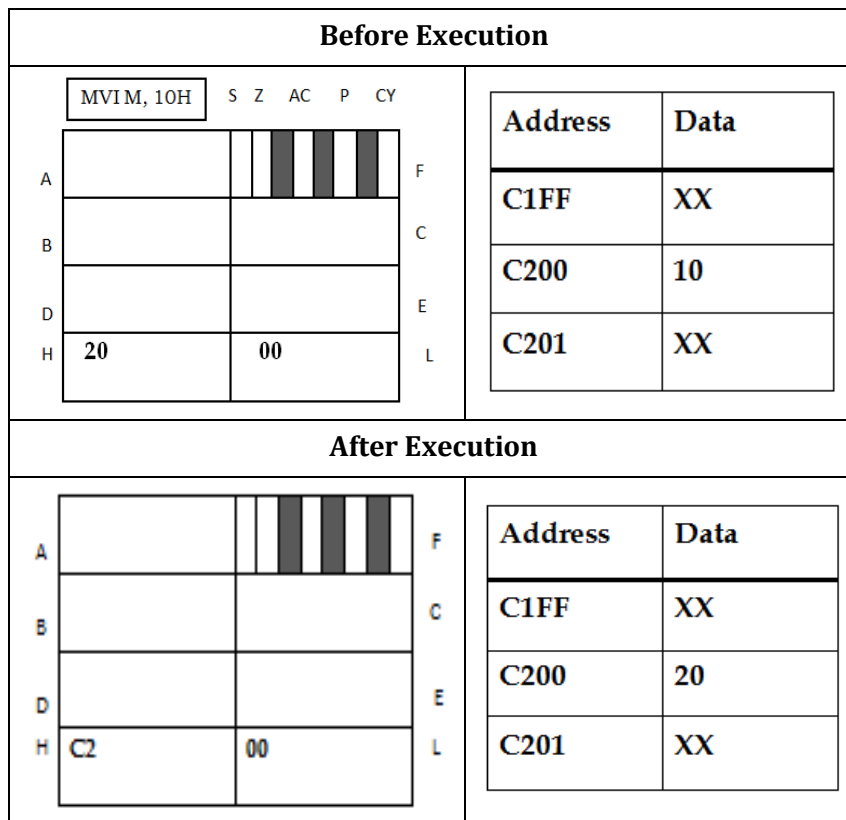 Before Execution
MVI M, 10H S Z AC P CY
A F
B C
D E
H 20 00 L
Address Data
C1FF XX
C200 10
C201 XX
After Execution
A F
B C
D E
H C2 00 L
Address Data
C1FF XX
C200 20
C201 XX